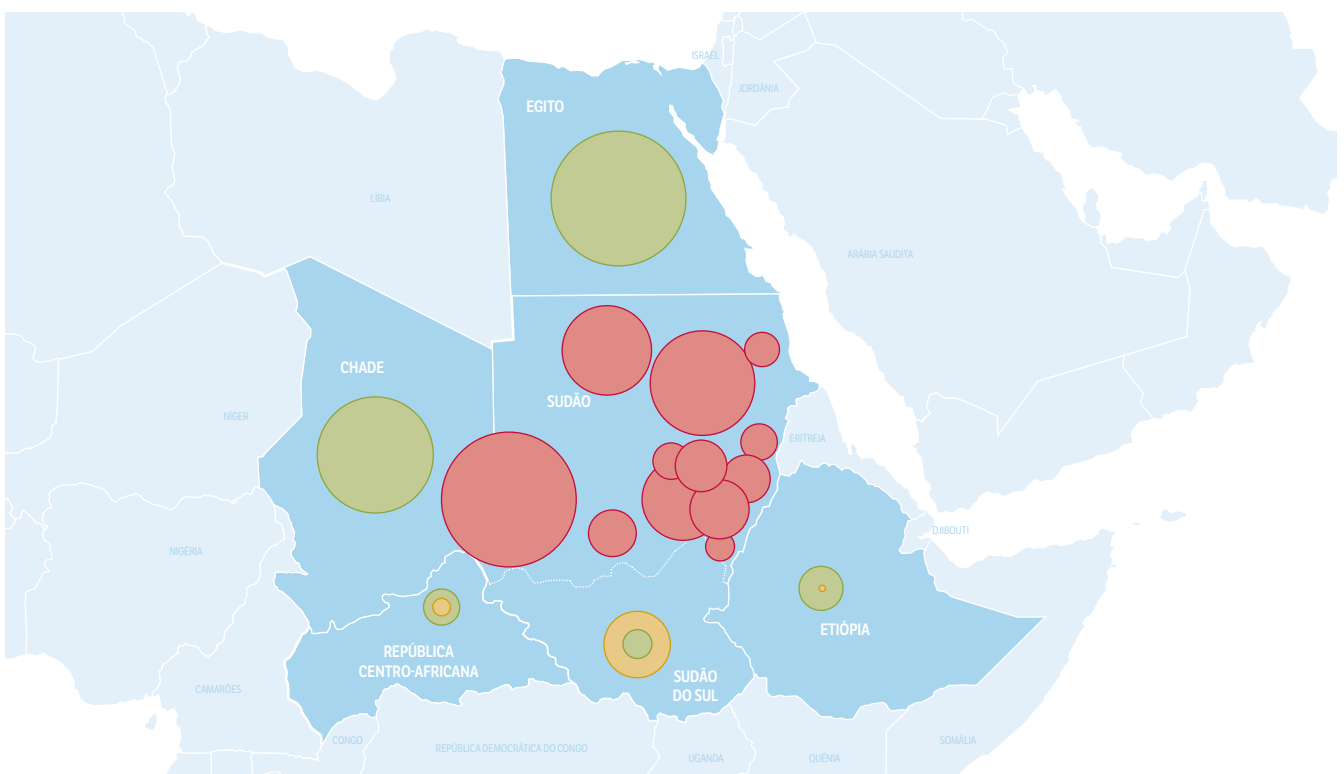 ISRAEL
JORDÂNIA
EGITO
LÍBIA
ARÁBIA SAUDITA
CHADE
SUDÃO
NÍGER
ERITREIA
DJIBOUTI
NIGÉRIA
ETIÓPIA
REPÚBLICA
CENTRO-AFRICANA
SUDÃO
DO SUL
CAMARÕES
CONGO
REPÚBLICA DEMOCRÁTICA DO CONGO
UGANDA
QUÉNIA
SOMÁLIA